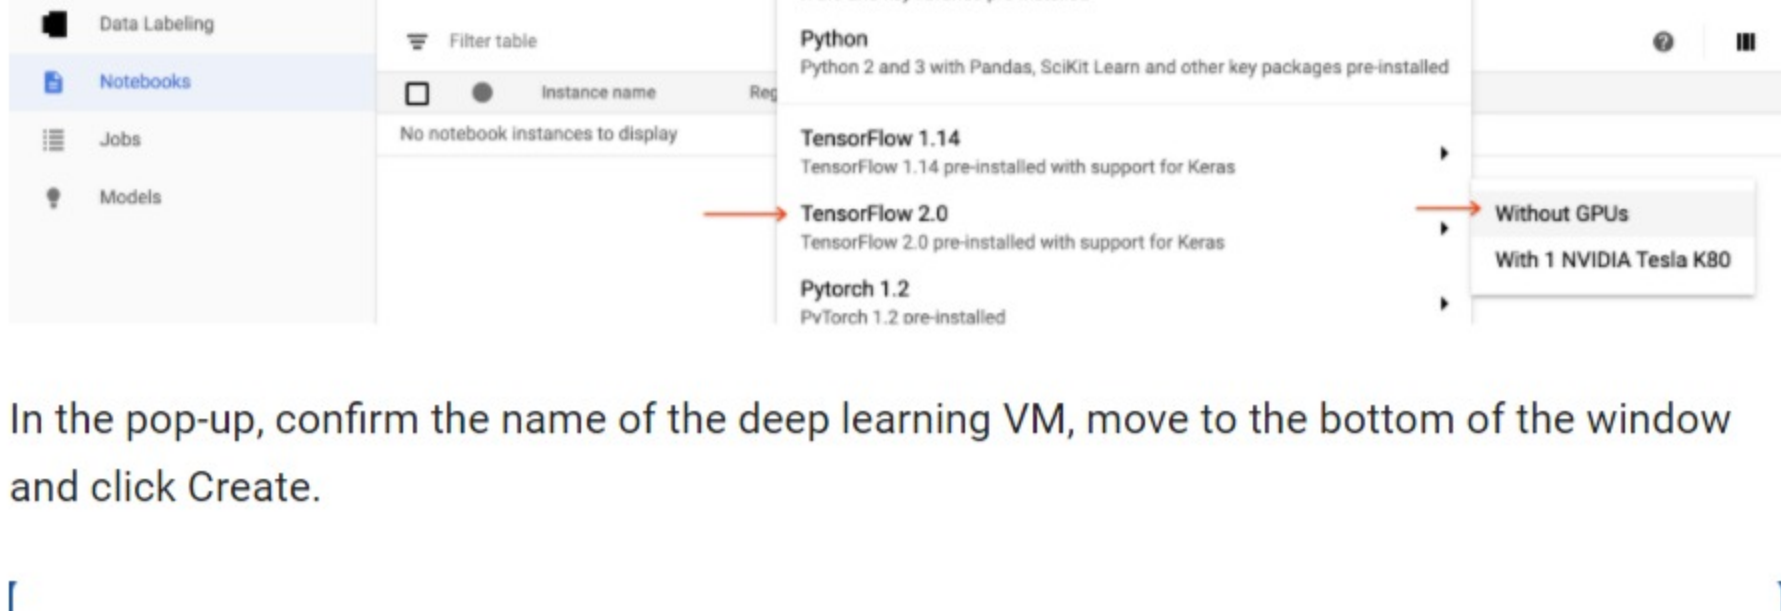 Data Labeling
Notebooks
Jobs
Models
Filter table
Instance name Reg
No notebook instances to display
Python
Python 2 and 3 with Pandas, SciKit Learn and other key packages pre-installed
TensorFlow 1.14
TensorFlow 1.14 pre-installed with support for Keras
TensorFlow 2.0
TensorFlow 2.0 pre-installed with support for Keras
Pytorch 1.2
PyTorch 1.2 pre-installed
Without GPUs
With 1 NVIDIA Tesla K80
In the pop-up, confirm the name of the deep learning VM, move to the bottom of the window
and click Create.